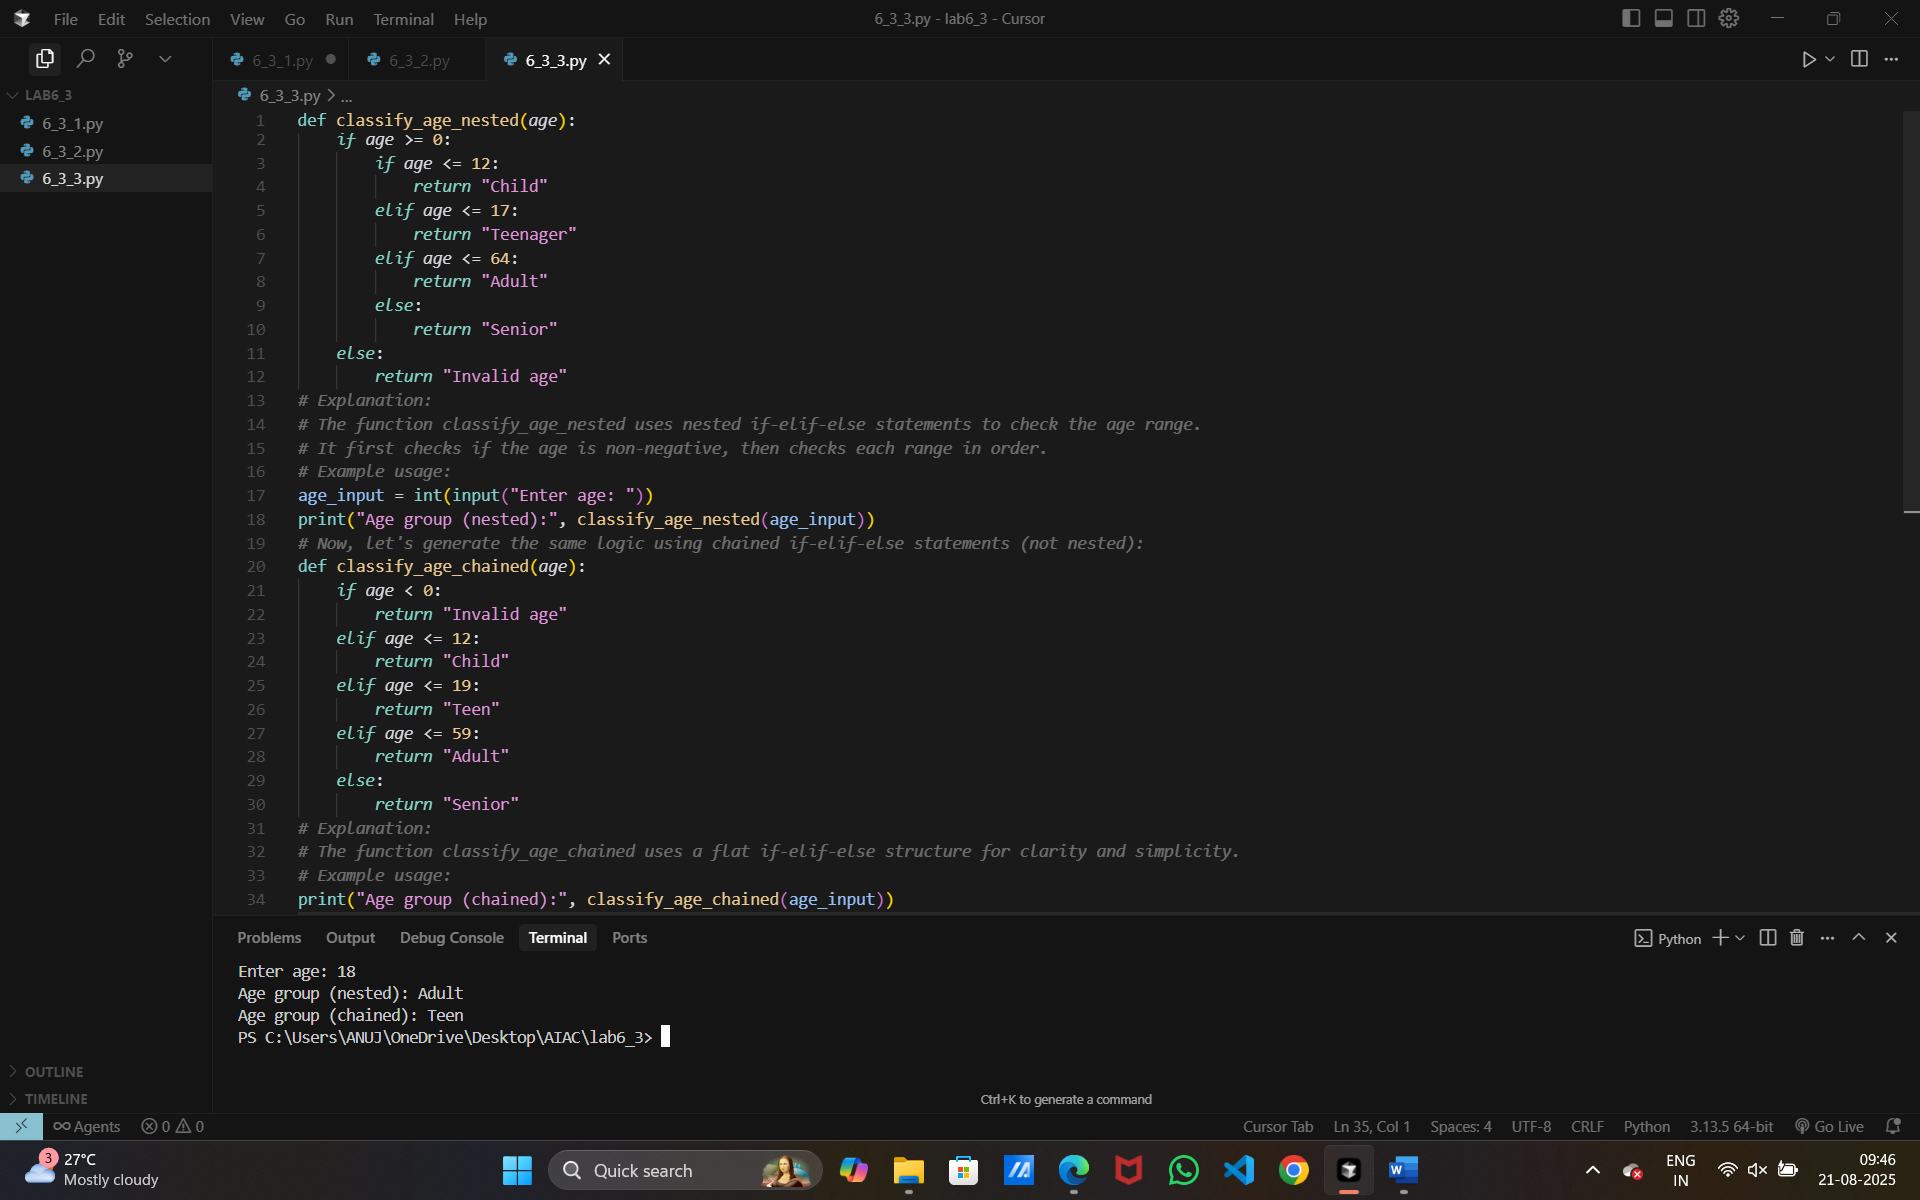 File Edit Selection View Go Run Terminal Help
6_3_3.py - lab6_3 - Cursor
6_3_1.py 6_3_2.py 6_3_3.py
LAB6_3
6_3_1.py
6_3_2.py
6_3_3.py
6_3_3.py > ...
1 def classify_age_nested(age):
2 if age >= 0:
3 if age <= 12:
4 return "Child"
5 elif age <= 17:
6 return "Teenager"
7 elif age <= 64:
8 return "Adult"
9 else:
10 return "Senior"
11 else:
12 return "Invalid age"
13 # Explanation:
14 # The function classify_age_nested uses nested if-elif-else statements to check the age range.
15 # It first checks if the age is non-negative, then checks each range in order.
16 # Example usage:
17 age_input = int(input("Enter age: "))
18 print("Age group (nested):", classify_age_nested(age_input))
19 # Now, let's generate the same logic using chained if-elif-else statements (not nested):
20 def classify_age_chained(age):
21 if age < 0:
22 return "Invalid age"
23 elif age <= 12:
24 return "Child"
25 elif age <= 19:
26 return "Teen"
27 elif age <= 59:
28 return "Adult"
29 else:
30 return "Senior"
31 # Explanation:
32 # The function classify_age_chained uses a flat if-elif-else structure for clarity and simplicity.
33 # Example usage:
34 print("Age group (chained):", classify_age_chained(age_input))
Problems Output Debug Console Terminal Ports
Python
Enter age: 18
Age group (nested): Adult
Age group (chained): Teen
PS C:\Users\ANUJ\OneDrive\Desktop\AIAC\lab6_3>
OUTLINE
TIMELINE
Ctrl+K to generate a command
Agents 0 0
Cursor Tab Ln 35, Col 1 Spaces: 4 UTF-8 CRLF Python 3.13.5 64-bit Go Live
3
27°C
Mostly cloudy
Quick search
W
ENG
IN
09:46
21-08-2025